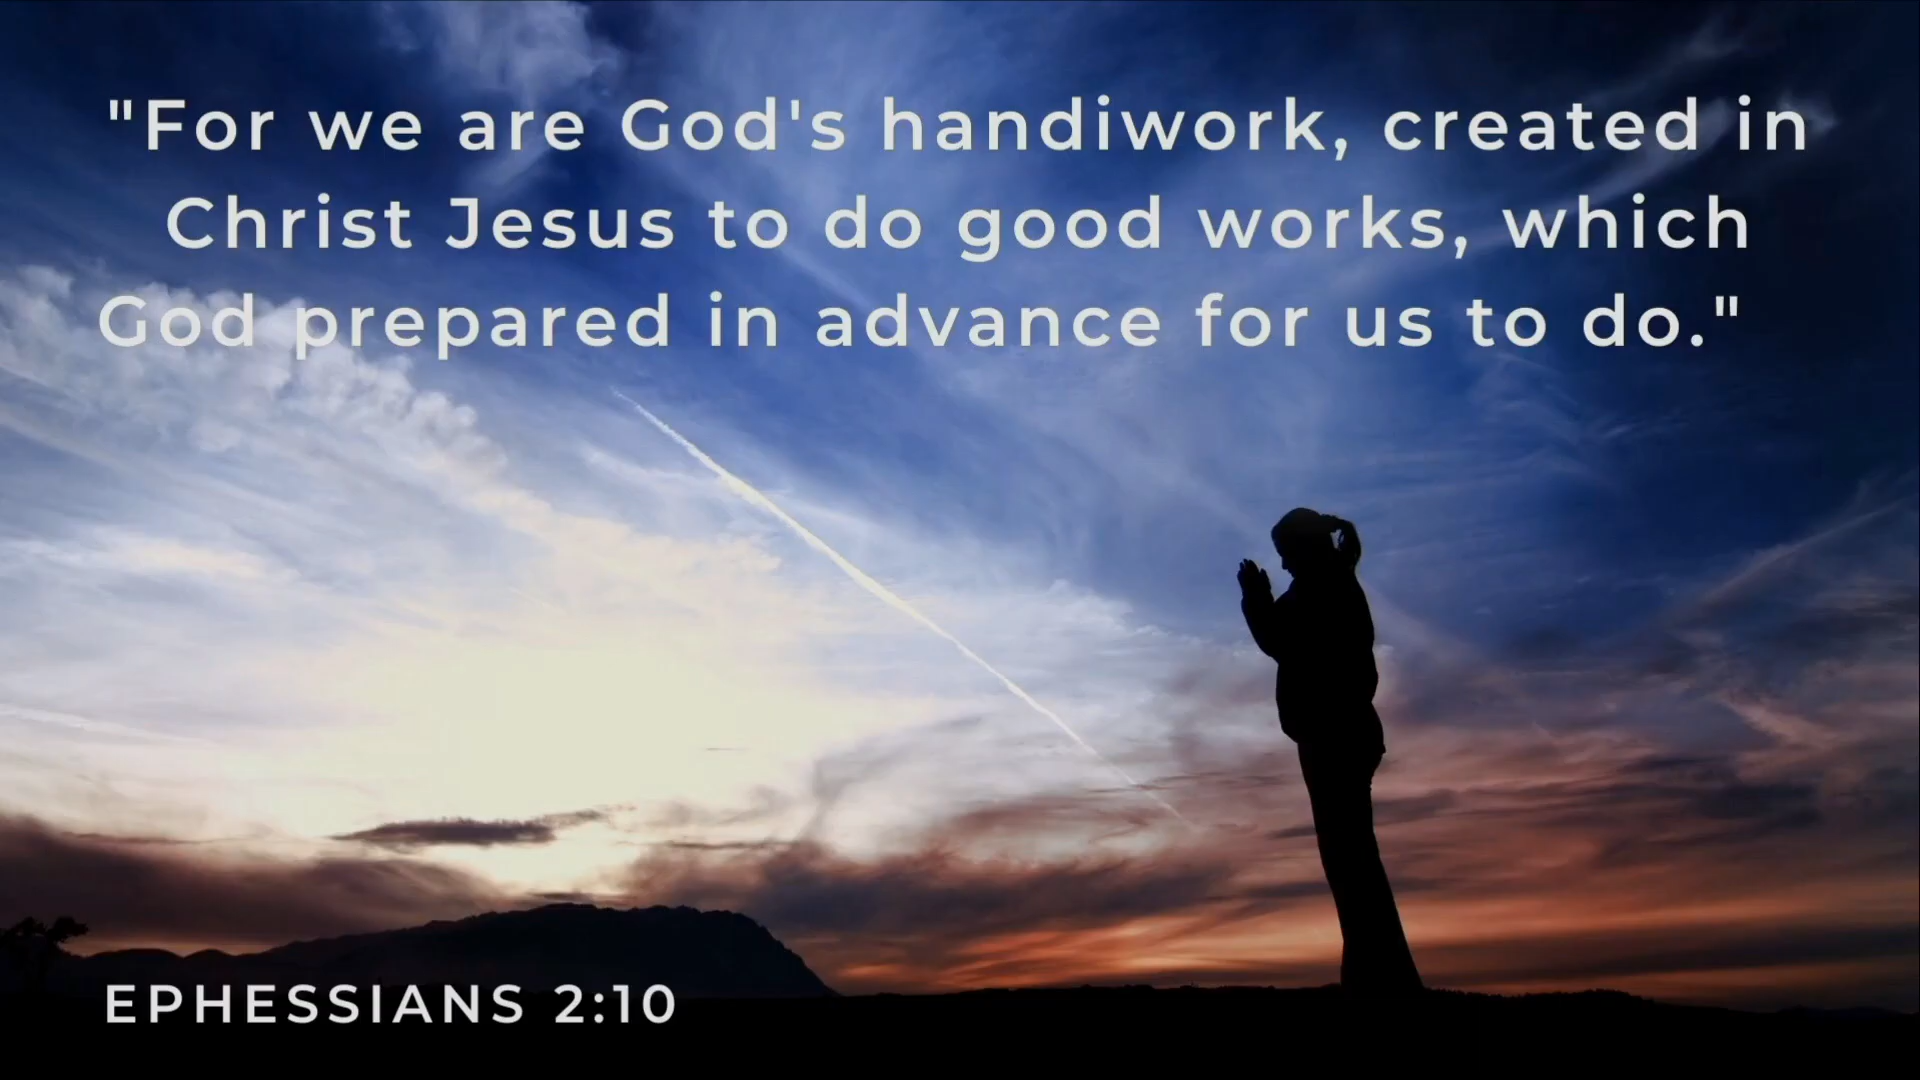 "For we are God's handiwork, created in
Christ Jesus to do good works, which
God prepared in advance for us to do."
EPHESSIANS 2:10